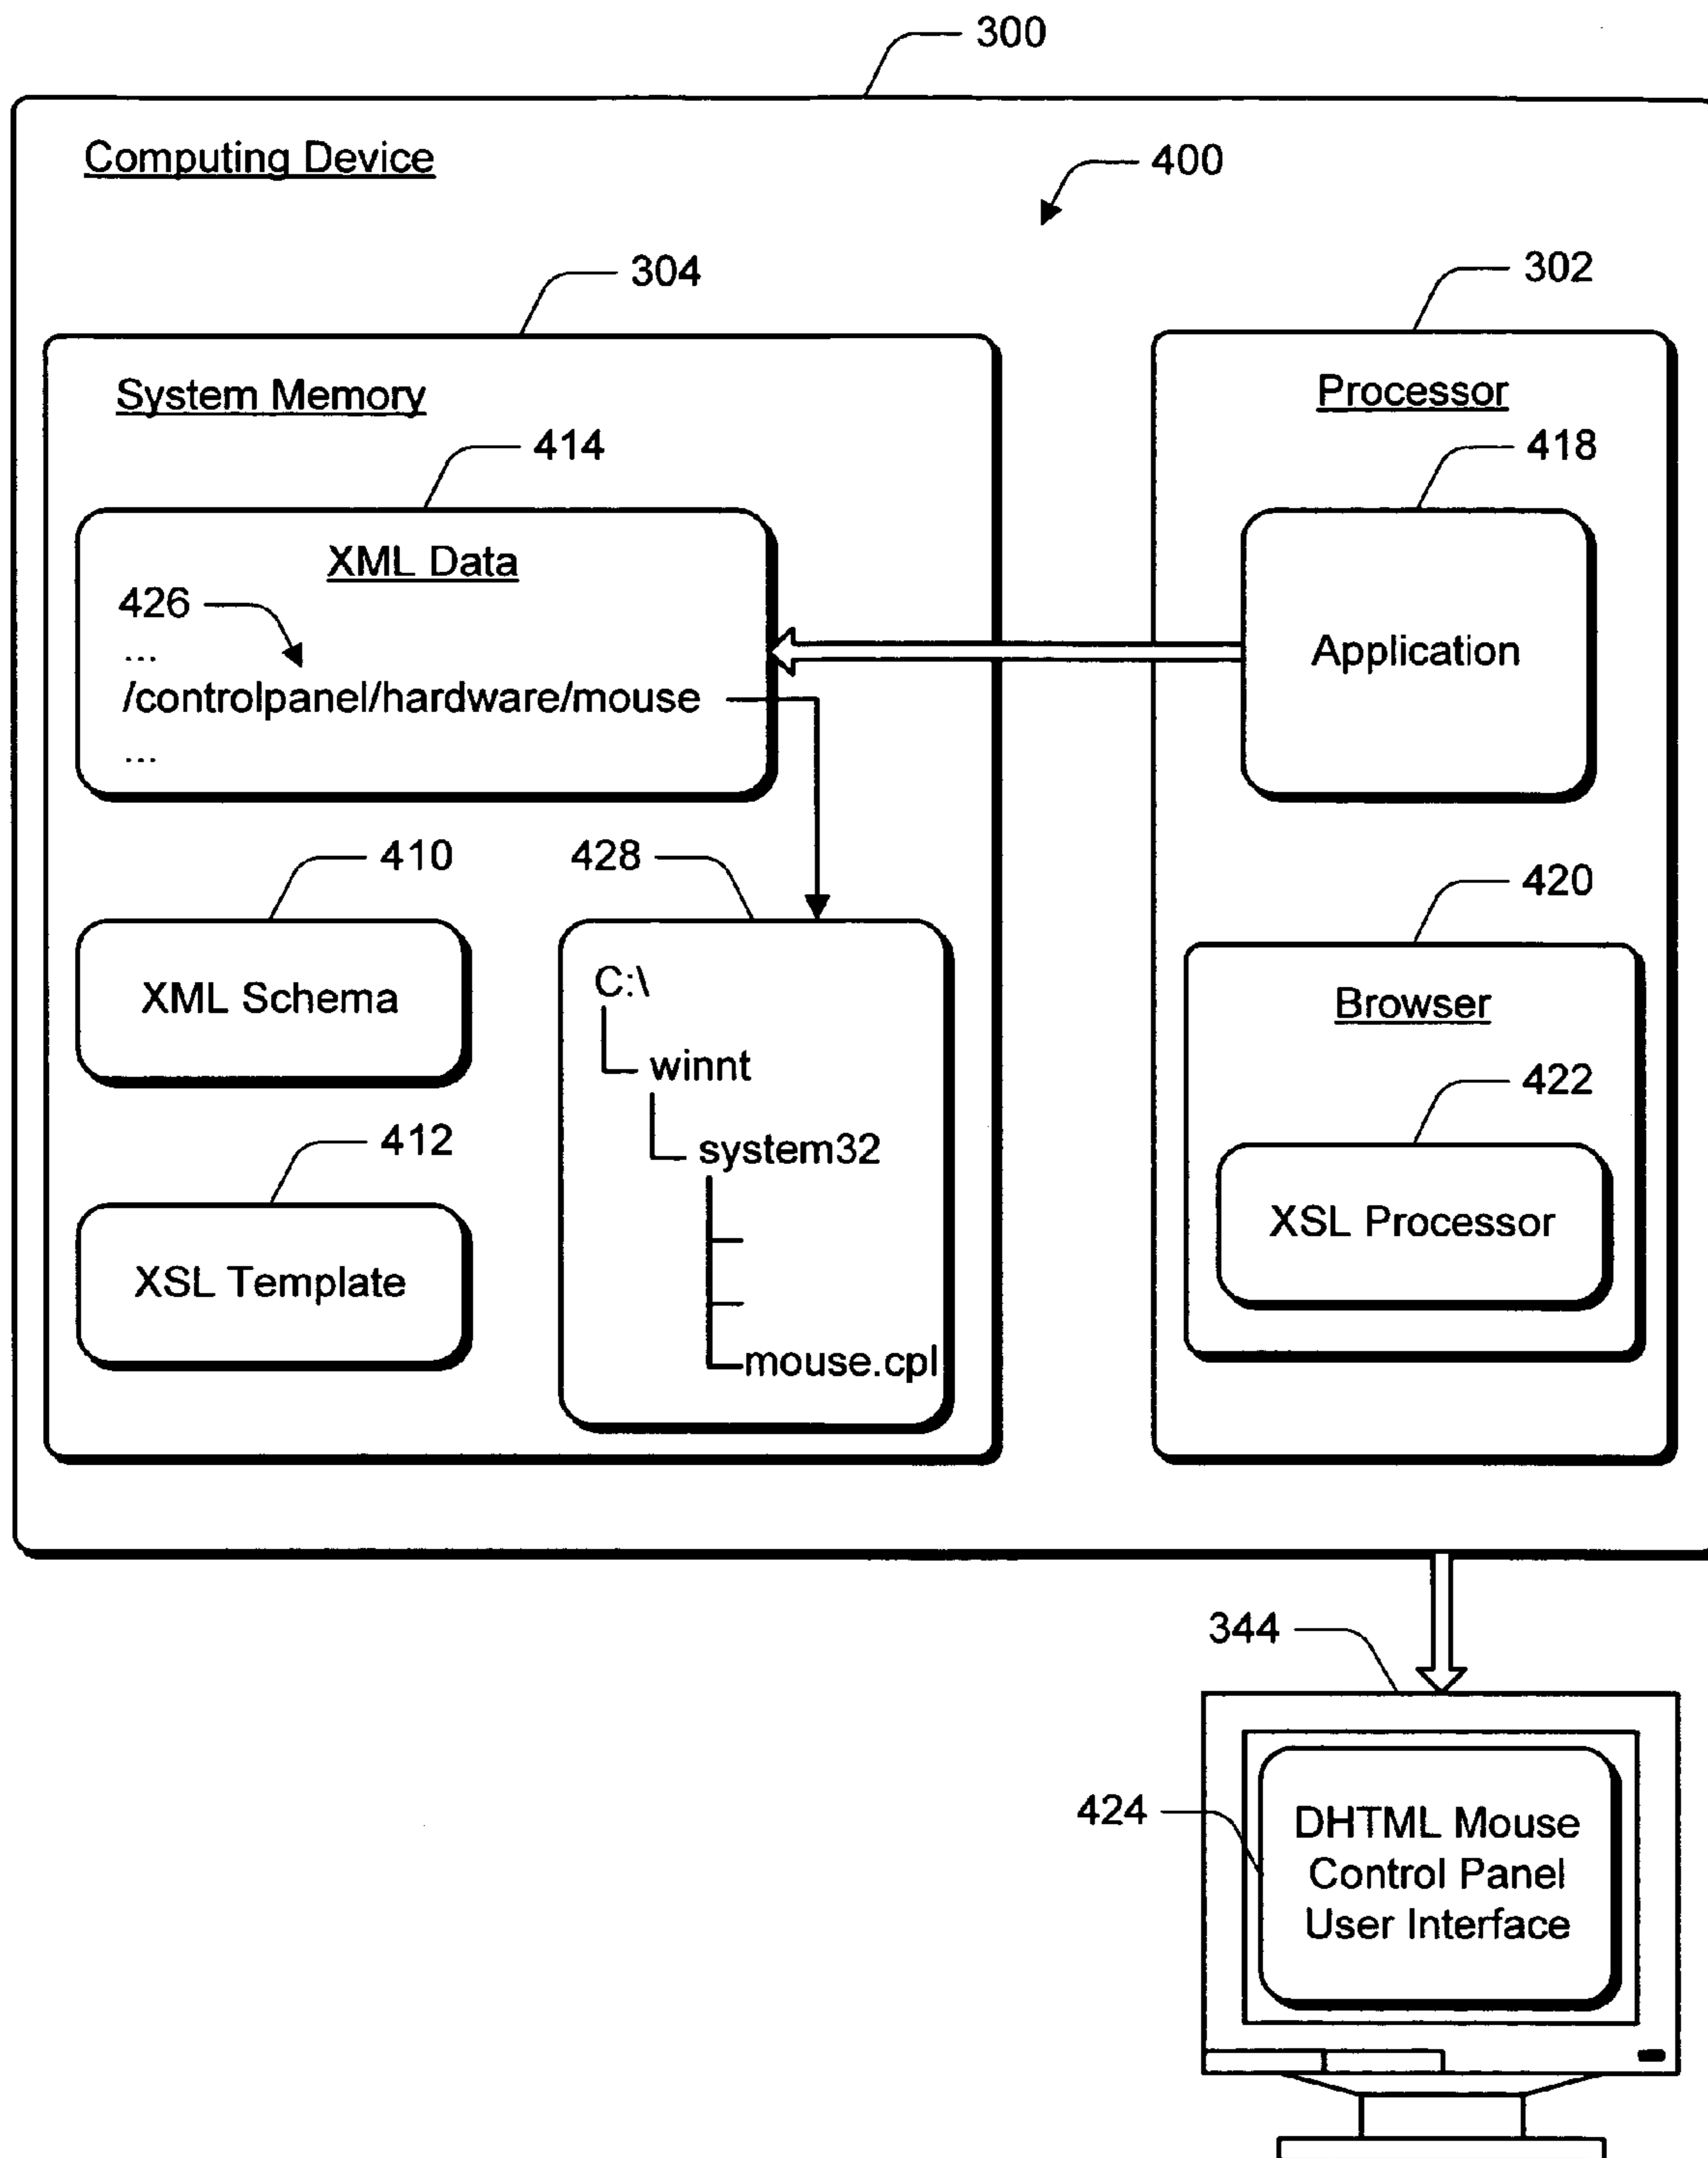 300
Computing Device
400
304
302
System Memory
Processor
414
418
XML Data
426
...
/controlpanel/hardware/mouse
...
Application
410
428
420
XML Schema
C:\
winnt
system32
mouse.cpl
Browser
422
412
XSL Processor
XSL Template
344
424
DHTML Mouse
Control Panel
User Interface